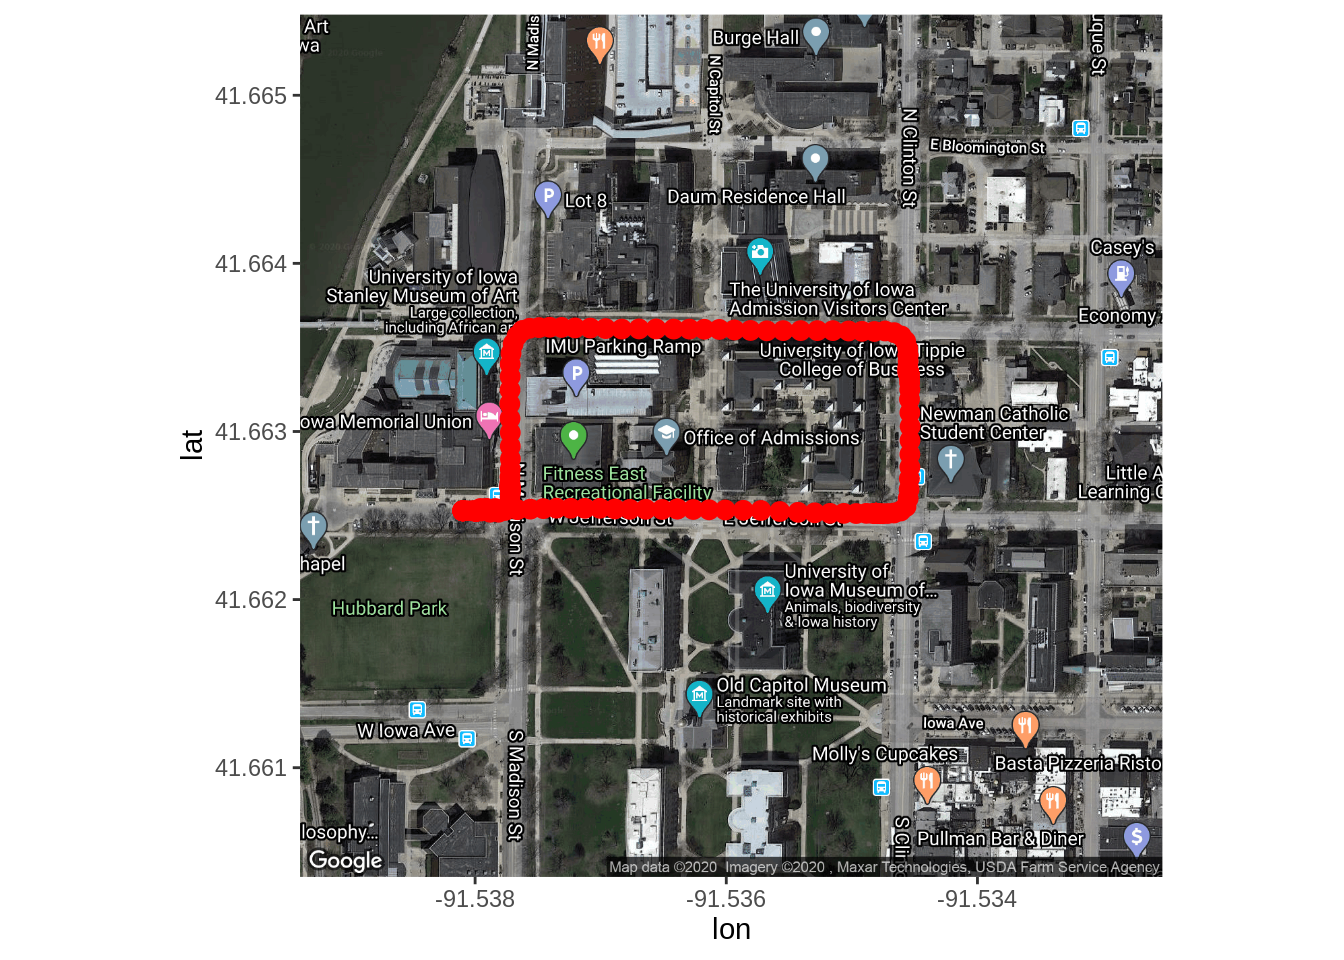 Art
wa
N Madis
Burge Hall
N Capitol St
que St
41.665
N Clinton St
E Bloomington St
Daum Residence Hall
P
Lot 8
41.664
Casey's
University of Iowa
Stanley Museum of Art
Large collection,
including African ar
The University of Iowa
Admission Visitors Center
Economy
IMU Parking Ramp
University of Iow Tippie
College of Bus ess
P
41.663
owa Memorial Union
Office of Admissions
Newman Catholic
Student Center
Fitness East
Recreational Facility
Little A
Learning C
W Jefferson St
E Jefferson St
ison St
hapel
41.662
Hubbard Park
University of
Iowa Museum of...
Animals, biodiversity
& Iowa history
Old Capitol Museum
Landmark site with
historical exhibits
W Iowa Ave
Iowa Ave
41.661
S Madison St
Molly's Cupcakes
Basta Pizzeria Risto
losophy...
S Clin
Pullman Bar & Diner
$
Google
Map data ©2020 Imagery ©2020 , Maxar Technologies, USDA Farm Service Agency
-91.538
-91.536
-91.534
lon
lat